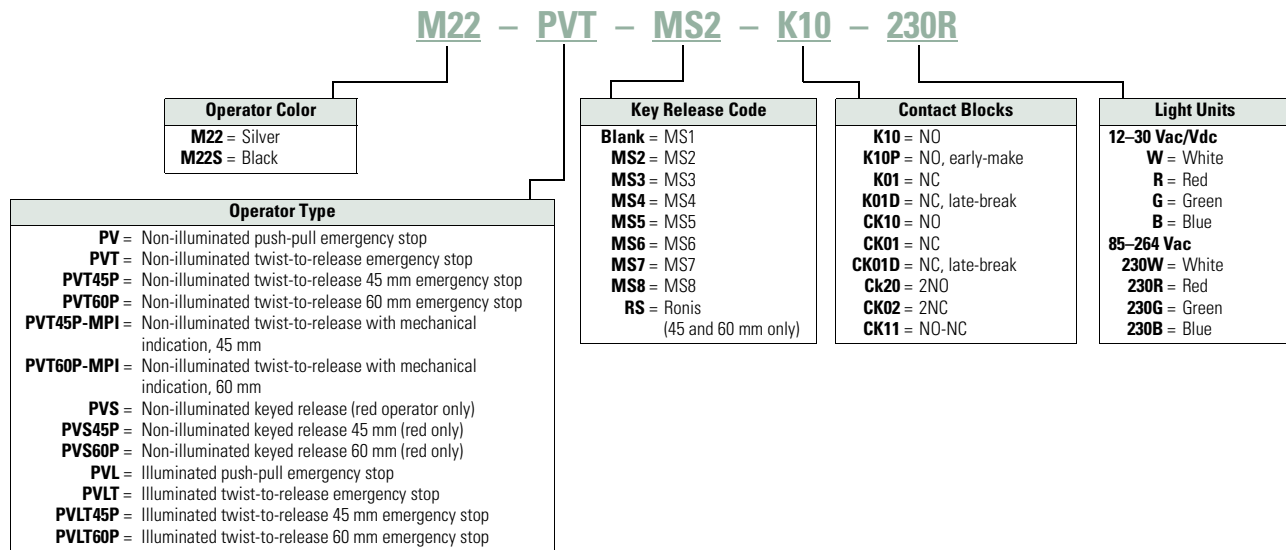 M22 – PVT – MS2 – K10 – 230R
Operator Color
M22 = Silver
M22S = Black
Operator Type
PV = Non-illuminated push-pull emergency stop
PVT = Non-illuminated twist-to-release emergency stop
PVT45P = Non-illuminated twist-to-release 45 mm emergency stop
PVT60P = Non-illuminated twist-to-release 60 mm emergency stop
PVT45P-MPI = Non-illuminated twist-to-release with mechanical
indication, 45 mm
PVT60P-MPI = Non-illuminated twist-to-release with mechanical
indication, 60 mm
PVS = Non-illuminated keyed release (red operator only)
PVS45P = Non-illuminated keyed release 45 mm (red only)
PVS60P = Non-illuminated keyed release 60 mm (red only)
PVL = Illuminated push-pull emergency stop
PVLT = Illuminated twist-to-release emergency stop
PVLT45P = Illuminated twist-to-release 45 mm emergency stop
PVLT60P = Illuminated twist-to-release 60 mm emergency stop
Key Release Code
Blank = MS1
MS2 = MS2
MS3 = MS3
MS4 = MS4
MS5 = MS5
MS6 = MS6
MS7 = MS7
MS8 = MS8
RS = Ronis
(45 and 60 mm only)
Contact Blocks
K10 = NO
K10P = NO, early-make
K01 = NC
K01D = NC, late-break
CK10 = NO
CK01 = NC
CK01D = NC, late-break
Ck20 = 2NO
CK02 = 2NC
CK11 = NO-NC
Light Units
12–30 Vac/Vdc
W = White
R = Red
G = Green
B = Blue
85–264 Vac
230W = White
230R = Red
230G = Green
230B = Blue